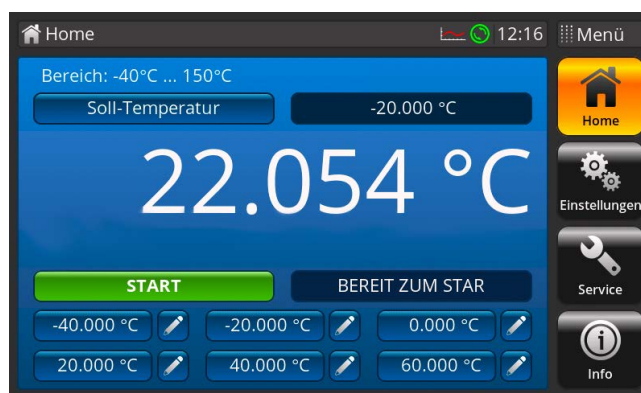 Home 12:16 Menü
Bereich: -40°C ... 150°C
Soll-Temperatur -20.000 °C
Home
22.054 °C
Einstellungen
START BEREIT ZUM STAR
Service
-40.000 °C -20.000 °C 0.000 °C
20.000 °C 40.000 °C 60.000 °C
Info